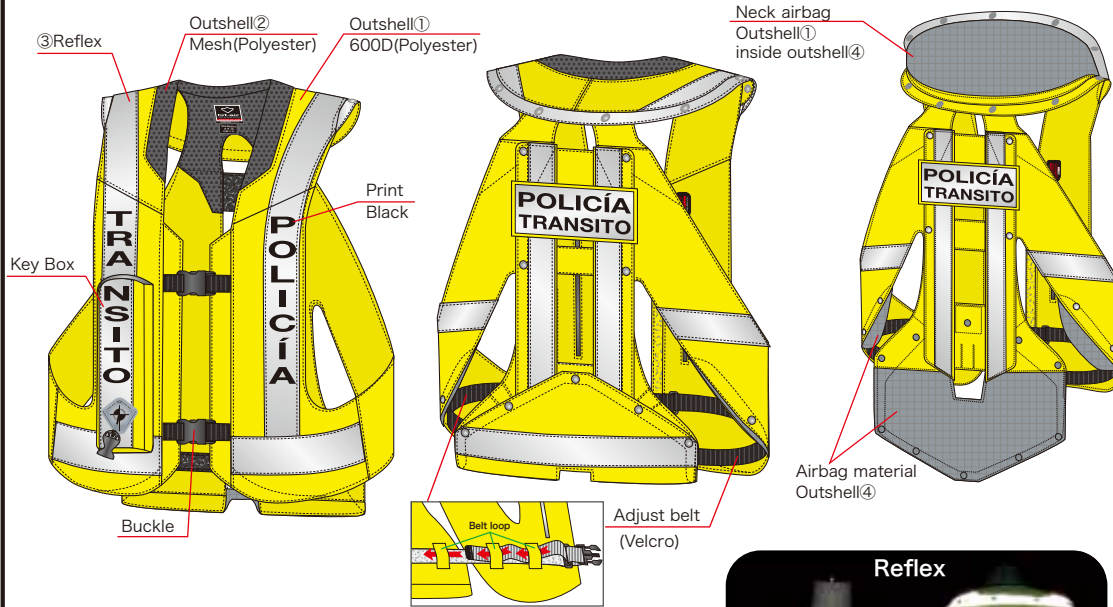 ③Reflex
Outshell②
Mesh(Polyester)
Outshell①
600D(Polyester)
Print
Black
Key Box
Buckle
TRANSITO
POLICÍA
POLICÍA
TRANSITO
Belt loop
Adjust belt
(Velcro)
Neck airbag
Outshell①
inside outshell④
POLICÍA
TRANSITO
Airbag material
Outshell④
Reflex